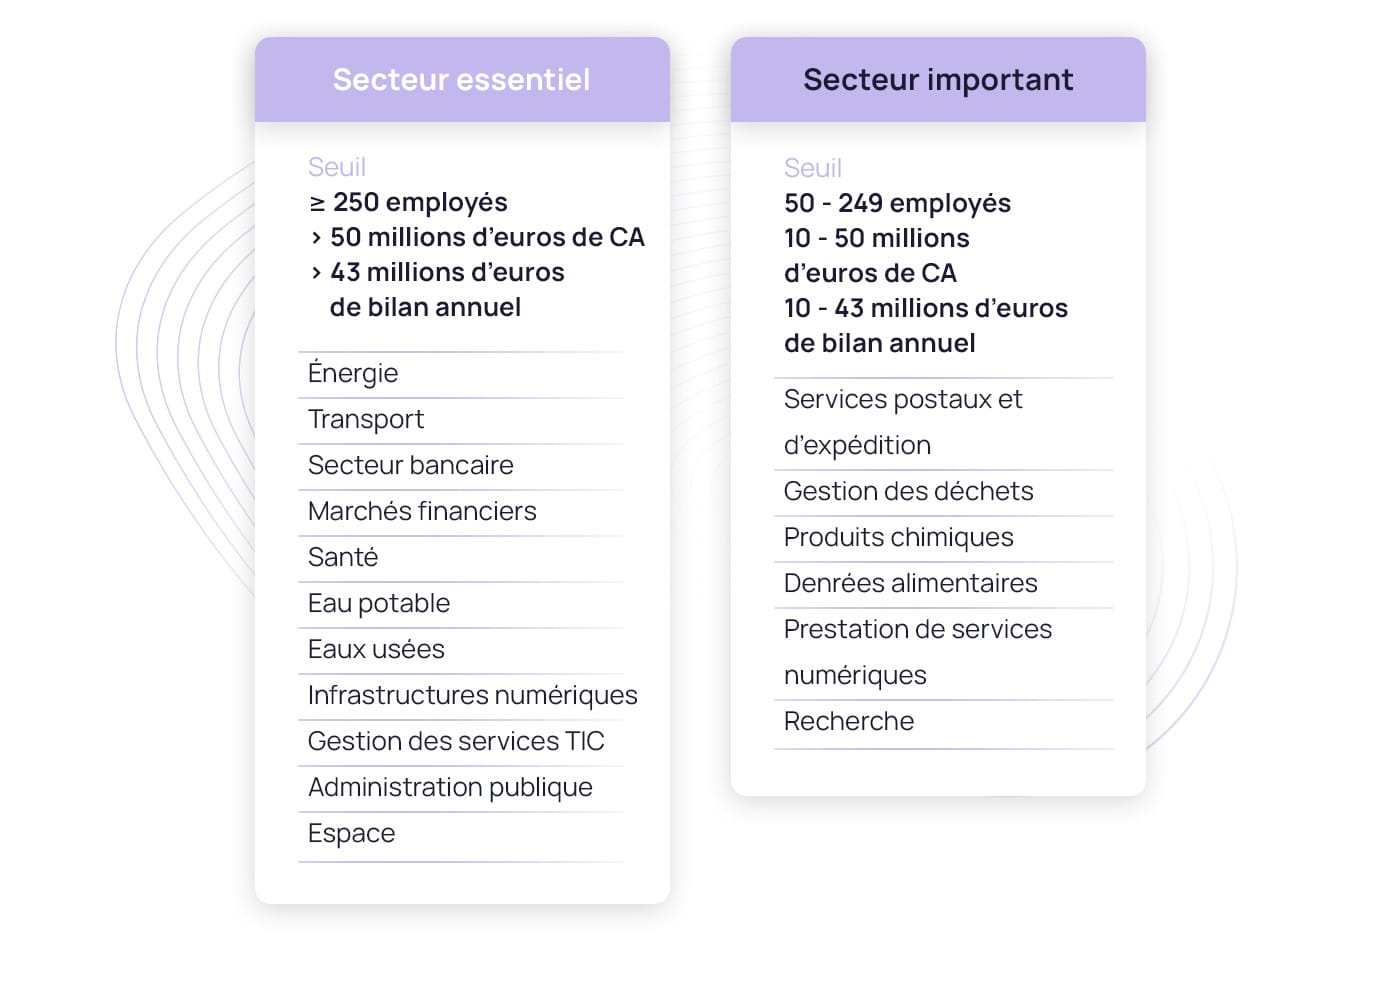 Secteur essentiel
Seuil
≥ 250 employés
> 50 millions d’euros de CA
> 43 millions d’euros
de bilan annuel
Énergie
Transport
Secteur bancaire
Marchés financiers
Santé
Eau potable
Eaux usées
Infrastructures numériques
Gestion des services TIC
Administration publique
Espace
Secteur important
Seuil
50 - 249 employés
10 - 50 millions
d’euros de CA
10 - 43 millions d’euros
de bilan annuel
Services postaux et
d’expédition
Gestion des déchets
Produits chimiques
Denrées alimentaires
Prestation de services
numériques
Recherche